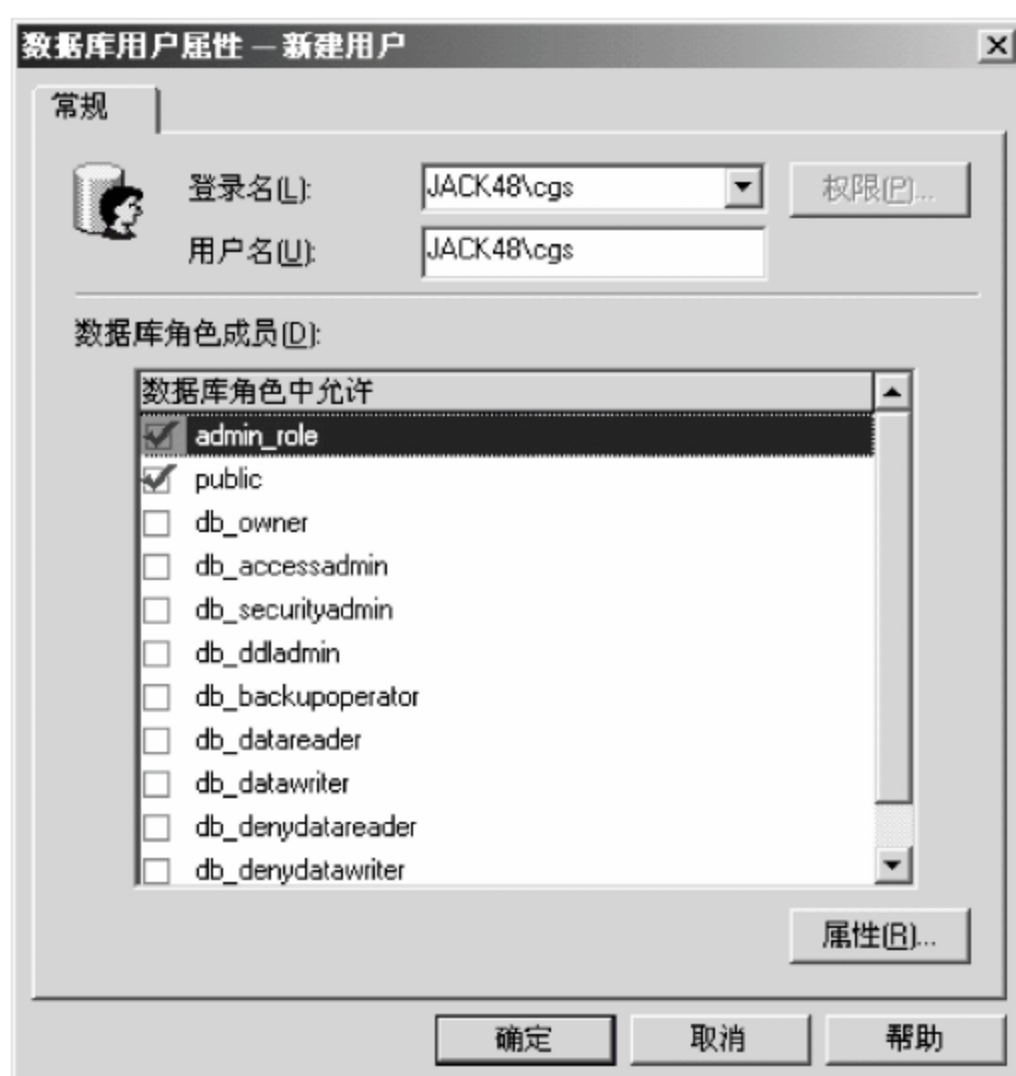 数据库用户属性 — 新建用户
常规
登录名(L): JACK48\cgs 权限(P)...
用户名(U): JACK48\cgs
数据库角色成员(D):
数据库角色中允许
admin_role
public
db_owner
db_accessadmin
db_securityadmin
db_ddladmin
db_backupoperator
db_datareader
db_datawriter
db_denydatareader
db_denydatawriter
属性(R)...
确定 取消 帮助